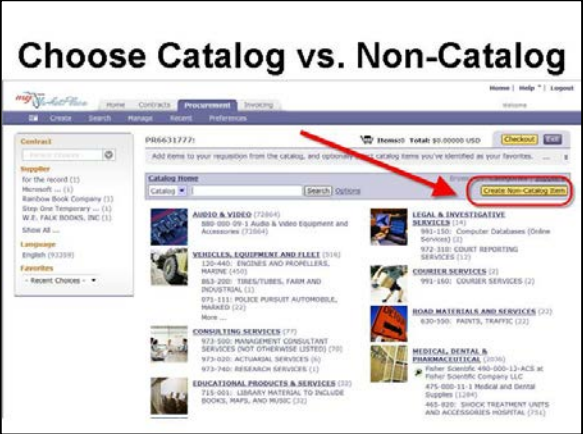 Choose Catalog vs. Non-Catalog
Home | Help | Logout
my MarketPlace Home Contracts Procurement Invoicing Welcome
Create Search Manage Recent Preferences
Contract
Supplier
for the record (1)
Microsoft ... (1)
Rainbow Book Company (1)
Step One Temporary ... (1)
W.E. FALK BOOKS, INC (1)
Show All ...
Language
English (93359)
Favorites
- Recent Choices -
PR6631777:
Items:0 Total: $0.00000 USD Checkout Exit
Add items to your requisition from the catalog, and optionally select catalog items you've identified as your favorites. ...
Catalog Home
Catalog Search Options Create Non-Catalog Item
AUDIO & VIDEO (72864)
880-000-09-1 Audio & Video Equipment and
Accessories (72864)
VEHICLES, EQUIPMENT AND FLEET (516)
120-440: ENGINES AND PROPELLERS,
MARINE (450)
863-200: TIRES/TUBES, FARM AND
INDUSTRIAL (1)
071-111: POLICE PURSUIT AUTOMOBILE,
MARKED (22)
More ...
CONSULTING SERVICES (77)
973-500: MANAGEMENT CONSULTANT
SERVICES (NOT OTHERWISE LISTED) (70)
973-020: ACTUARIAL SERVICES (6)
973-740: RESEARCH SERVICES (1)
EDUCATIONAL PRODUCTS & SERVICES (32)
715-001: LIBRARY MATERIAL TO INCLUDE
BOOKS, MAPS, AND MUSIC (32)
LEGAL & INVESTIGATIVE
SERVICES (14)
991-150: Computer Databases (Online
Services) (2)
972-310: COURT REPORTING
SERVICES (12)
COURIER SERVICES (2)
991-160: COURIER SERVICES (2)
ROAD MATERIALS AND SERVICES (22)
630-550: PAINTS, TRAFFIC (22)
MEDICAL, DENTAL &
PHARMACEUTICAL (2036)
Fisher Scientific 490-000-12-ACS at
Fisher Scientific Company LLC
475-000-11-1 Medical and Dental
Supplies (1284)
465-820: SHOCK TREATMENT UNITS
AND ACCESSORIES HOSPITAL (751)